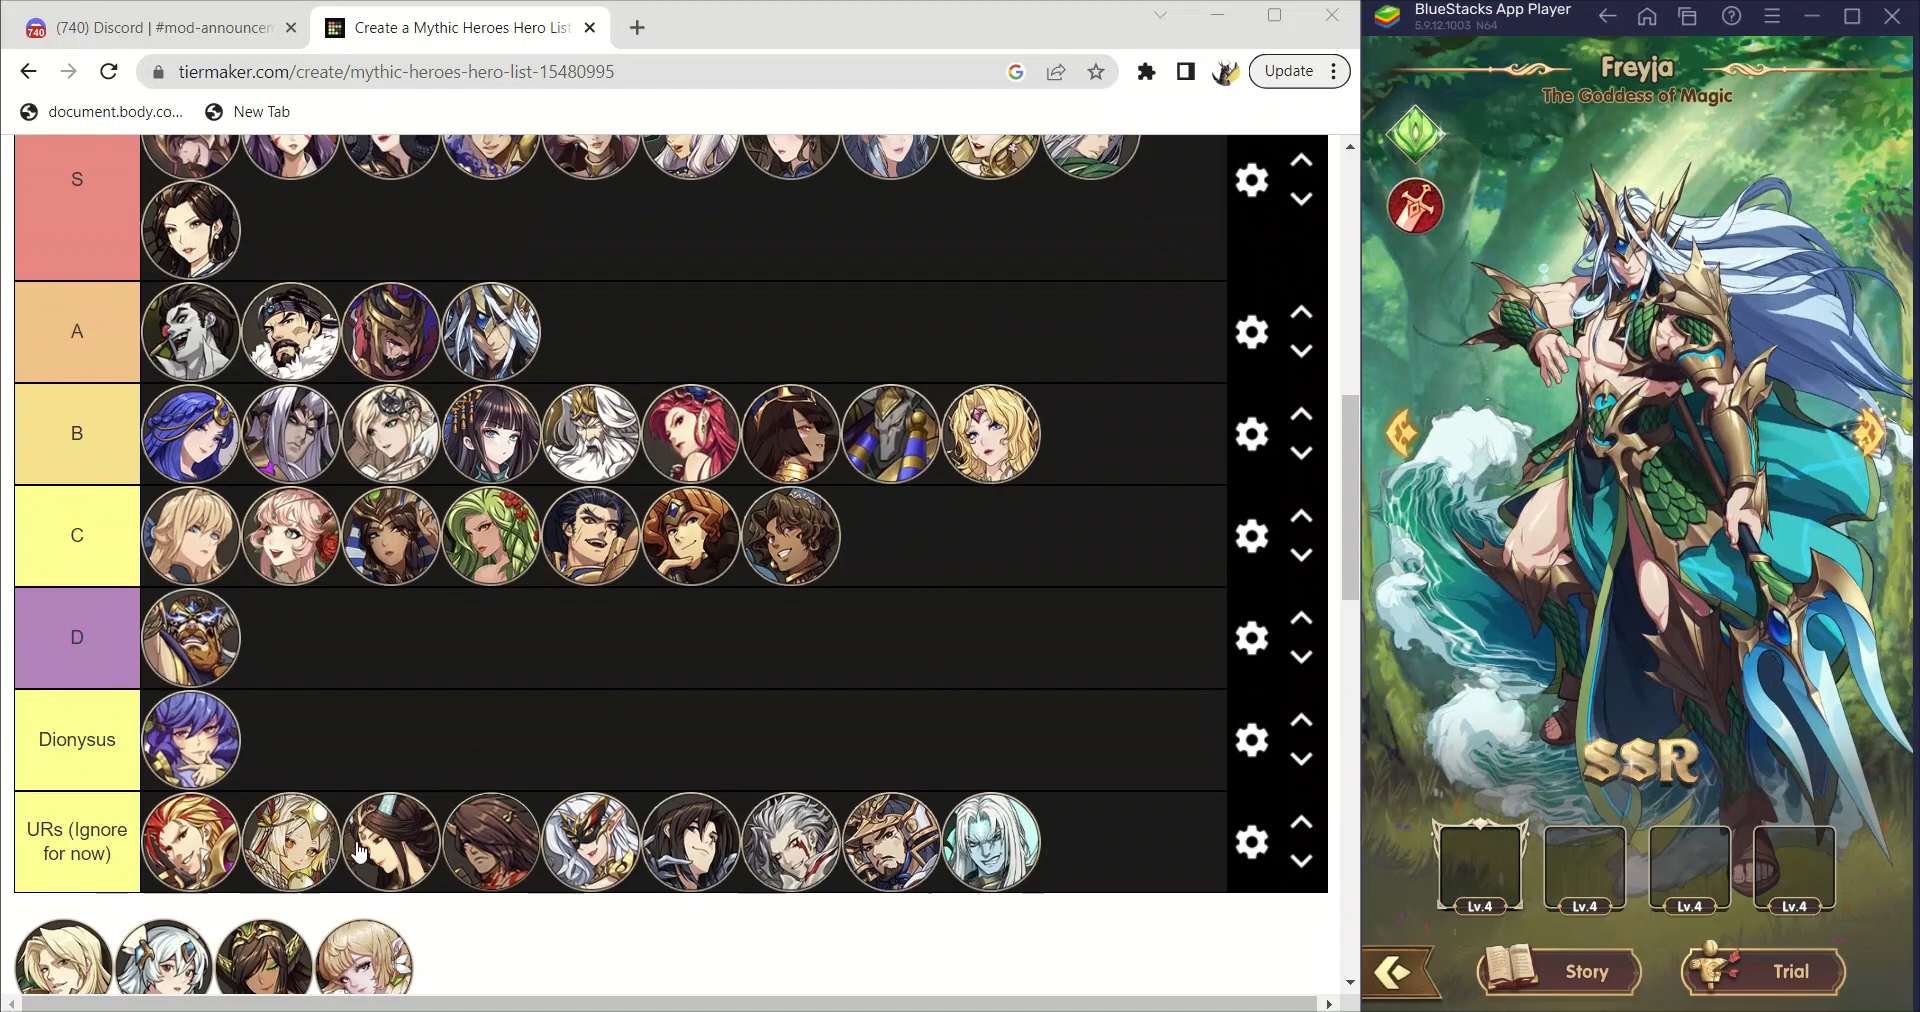 (740) Discord | #mod-announcem
Create a Mythic Heroes Hero List
740
tiermaker.com/create/mythic-heroes-hero-list-15480995
Update
document.body.co...
New Tab
S
A
B
C
D
Dionysus
URs (Ignore
for now)
BlueStacks App Player
5.9.12.1003 N64
Freyja
The Goddess of Magic
SSR
Lv.4
Lv.4
Lv.4
Lv.4
Story
Trial